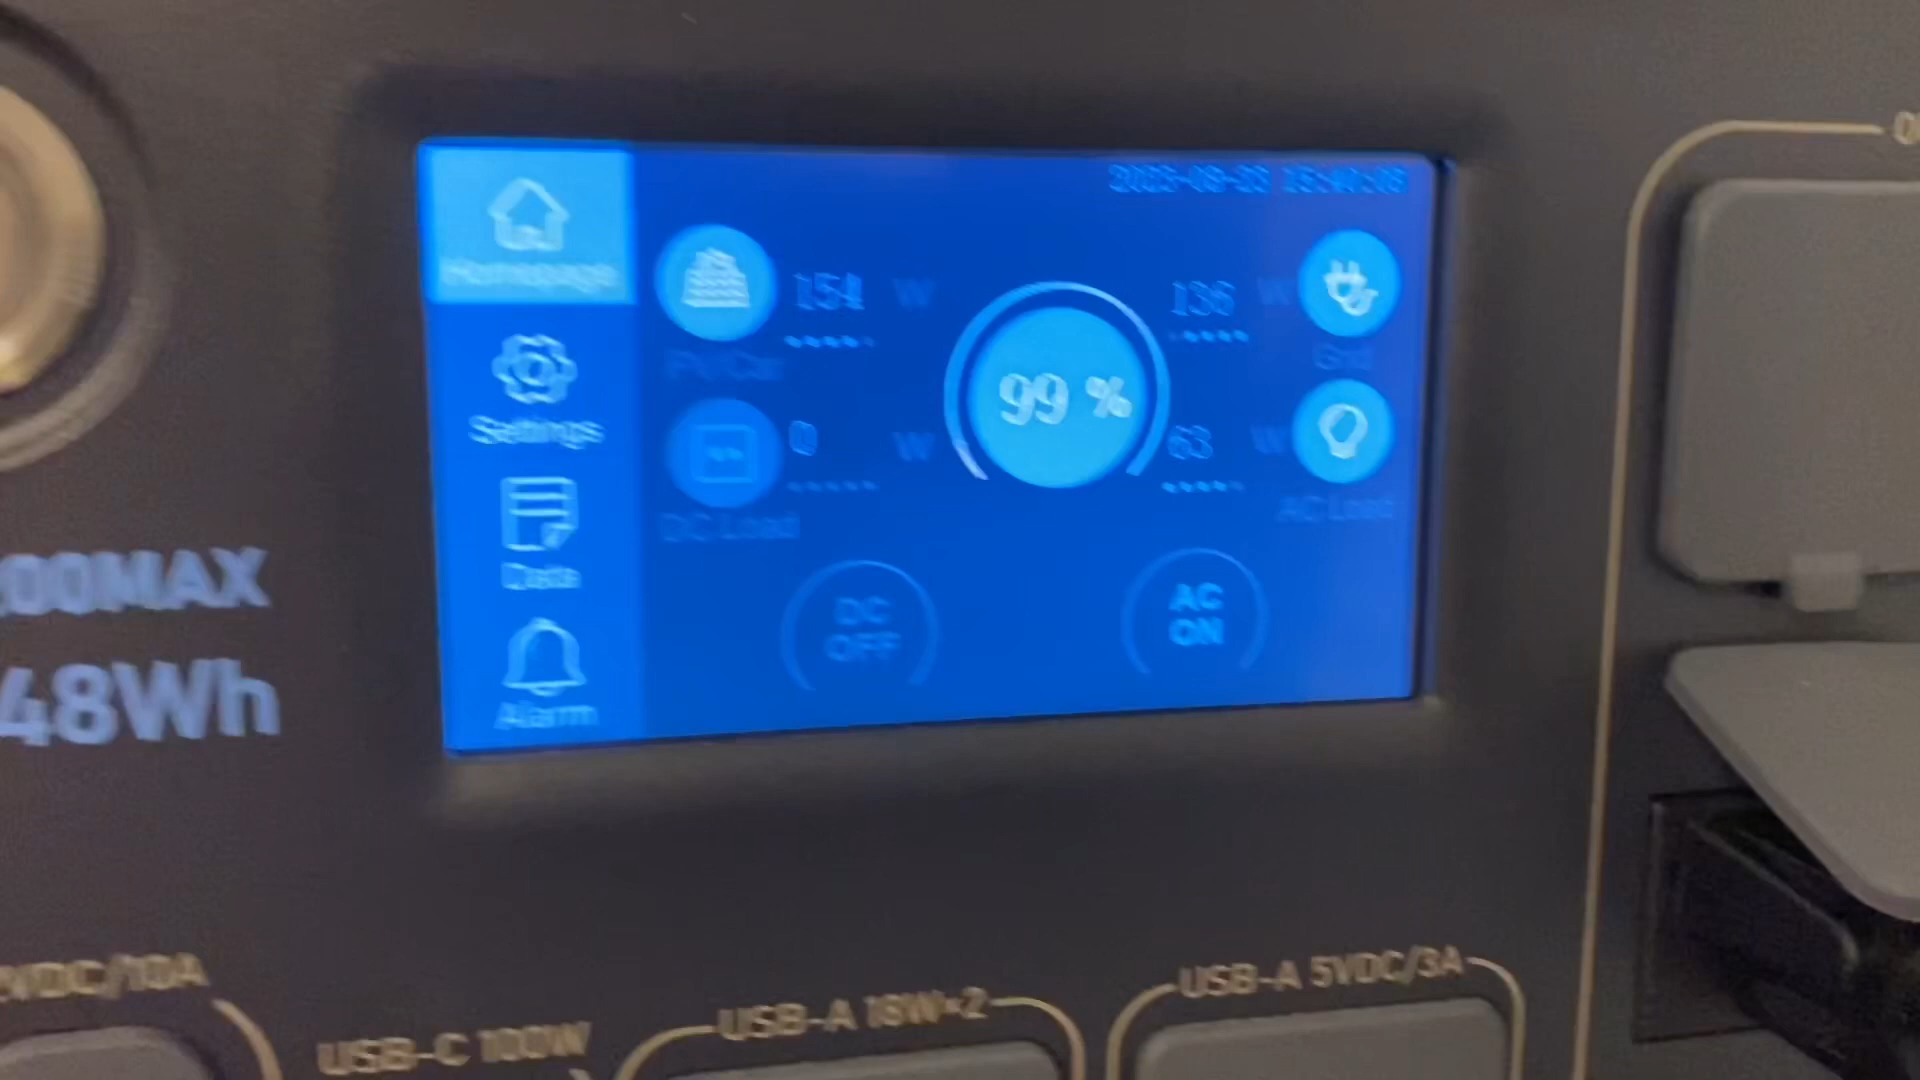 Homepage
Settings
Data
Alarm
154 W
PV/Car
0 W
DC Load
99 %
136 W
Grid
63 W
AC Load
DC
OFF
AC
ON
00MAX
48Wh
VDC/10A
USB-C 100W
USB-A 18W×2
USB-A 5VDC/3A